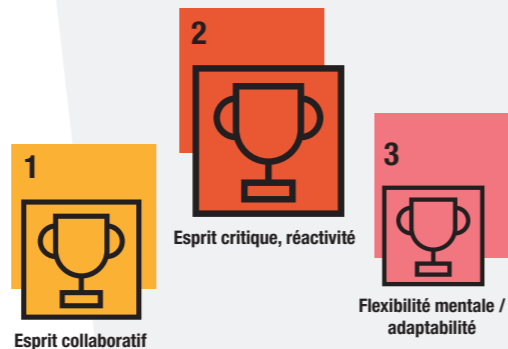 1
Esprit collaboratif
2
Esprit critique, réactivité
3
Flexibilité mentale /
adaptabilité